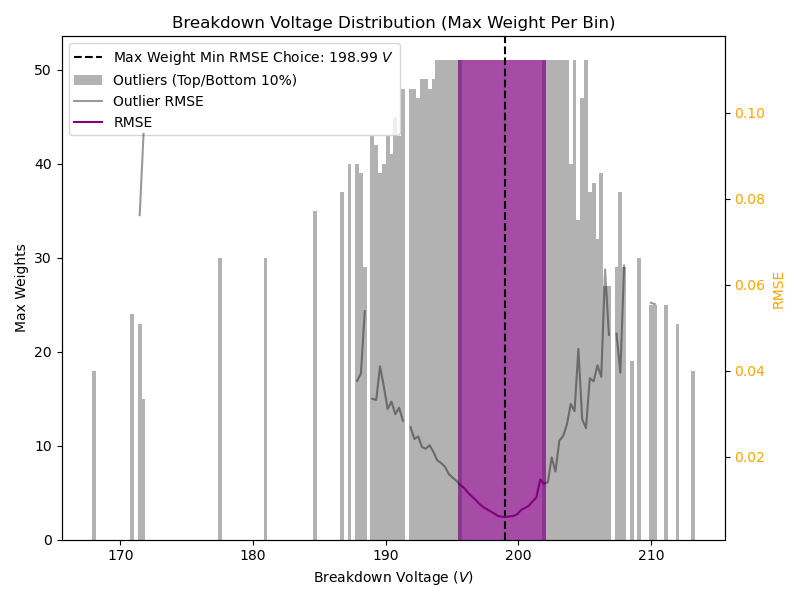 Breakdown Voltage Distribution (Max Weight Per Bin)
Max Weight Min RMSE Choice: 198.99 V
Outliers (Top/Bottom 10%)
Outlier RMSE
RMSE
50
40
30
20
10
0
Max Weights
0.10
0.08
0.06
0.04
0.02
RMSE
170
180
190
200
210
Breakdown Voltage (V)